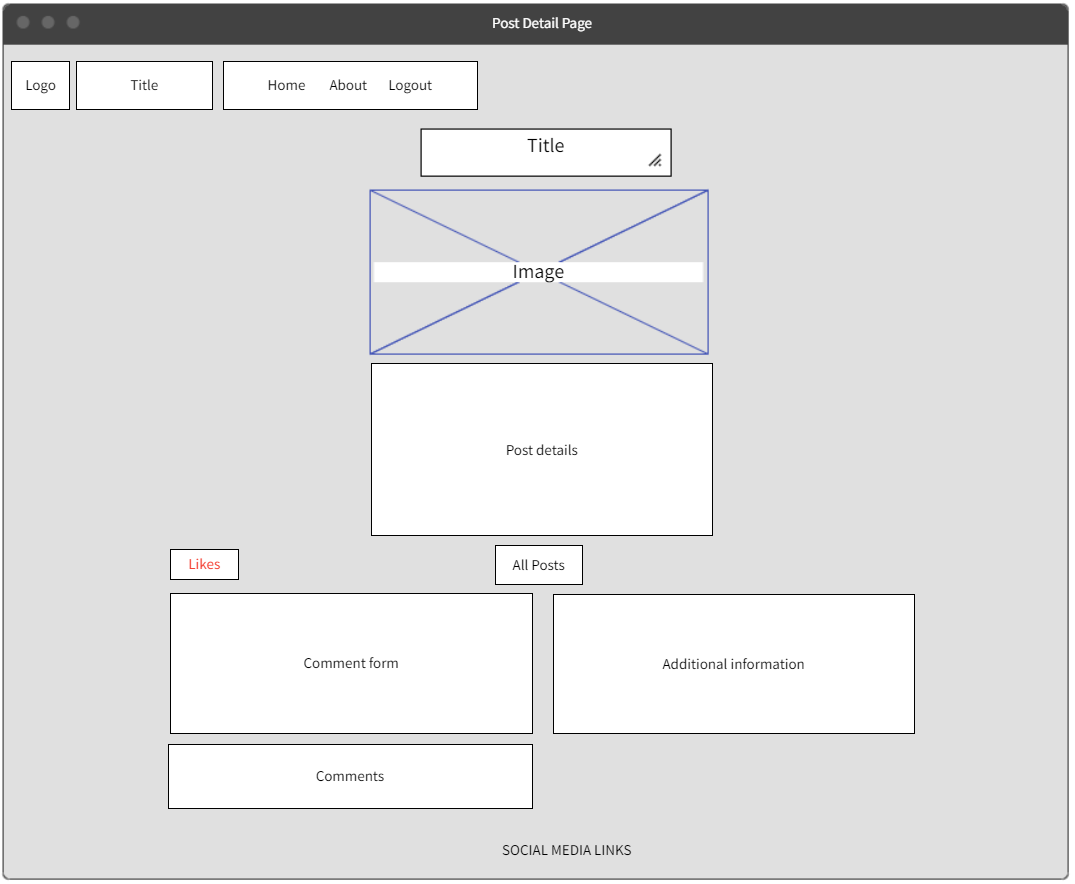 Post Detail Page
Logo
Title
Home About Logout
Title
Image
Post details
Likes
All Posts
Comment form
Additional information
Comments
SOCIAL MEDIA LINKS